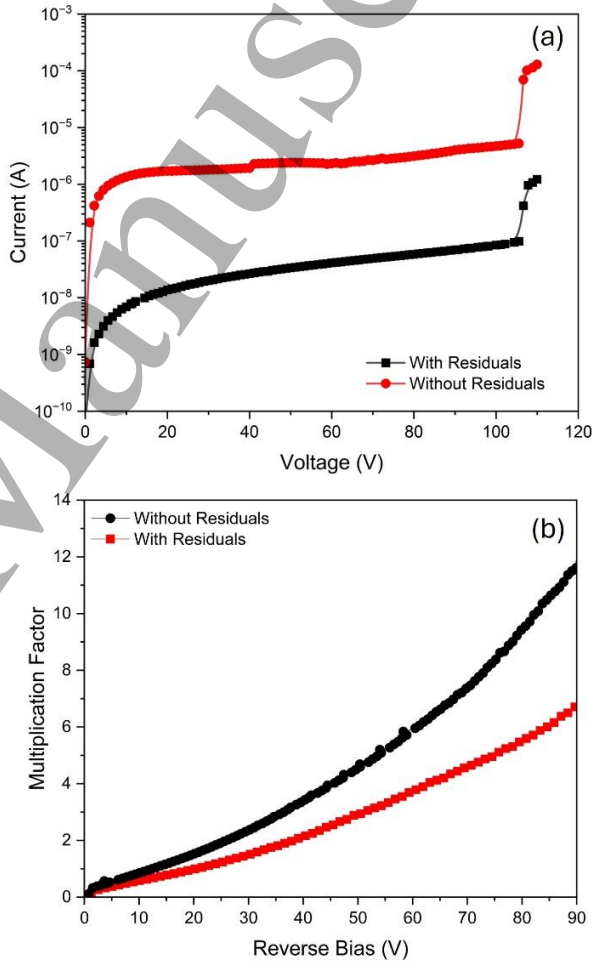 (a)
10⁻³
10⁻⁴
10⁻⁵
10⁻⁶
10⁻⁷
10⁻⁸
10⁻⁹
10⁻¹⁰
Current (A)
With Residuals
Without Residuals
0 20 40 60 80 100 120
Voltage (V)
(b)
14
12
10
8
6
4
2
0
Multiplication Factor
Without Residuals
With Residuals
0 10 20 30 40 50 60 70 80 90
Reverse Bias (V)
Manus